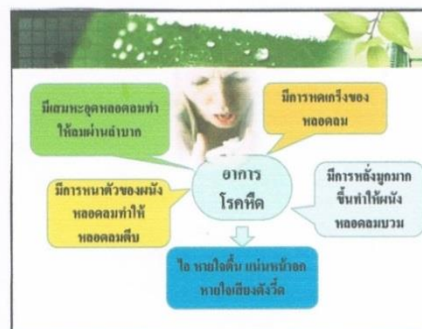 มีเสมหะอุดหลอดลมทำ
ให้ลมผ่านลำบาก
มีการหดเกร็งของ
หลอดลม
อาการ
โรคหืด
มีการหนาตัวของผนัง
หลอดลมทำให้
หลอดลมตีบ
มีการหลั่งมูกมาก
ขึ้นทำให้ผนัง
หลอดลมบวม
ไอ หายใจตื้น แน่นหน้าอก
หายใจเสียงดังวี๊ด